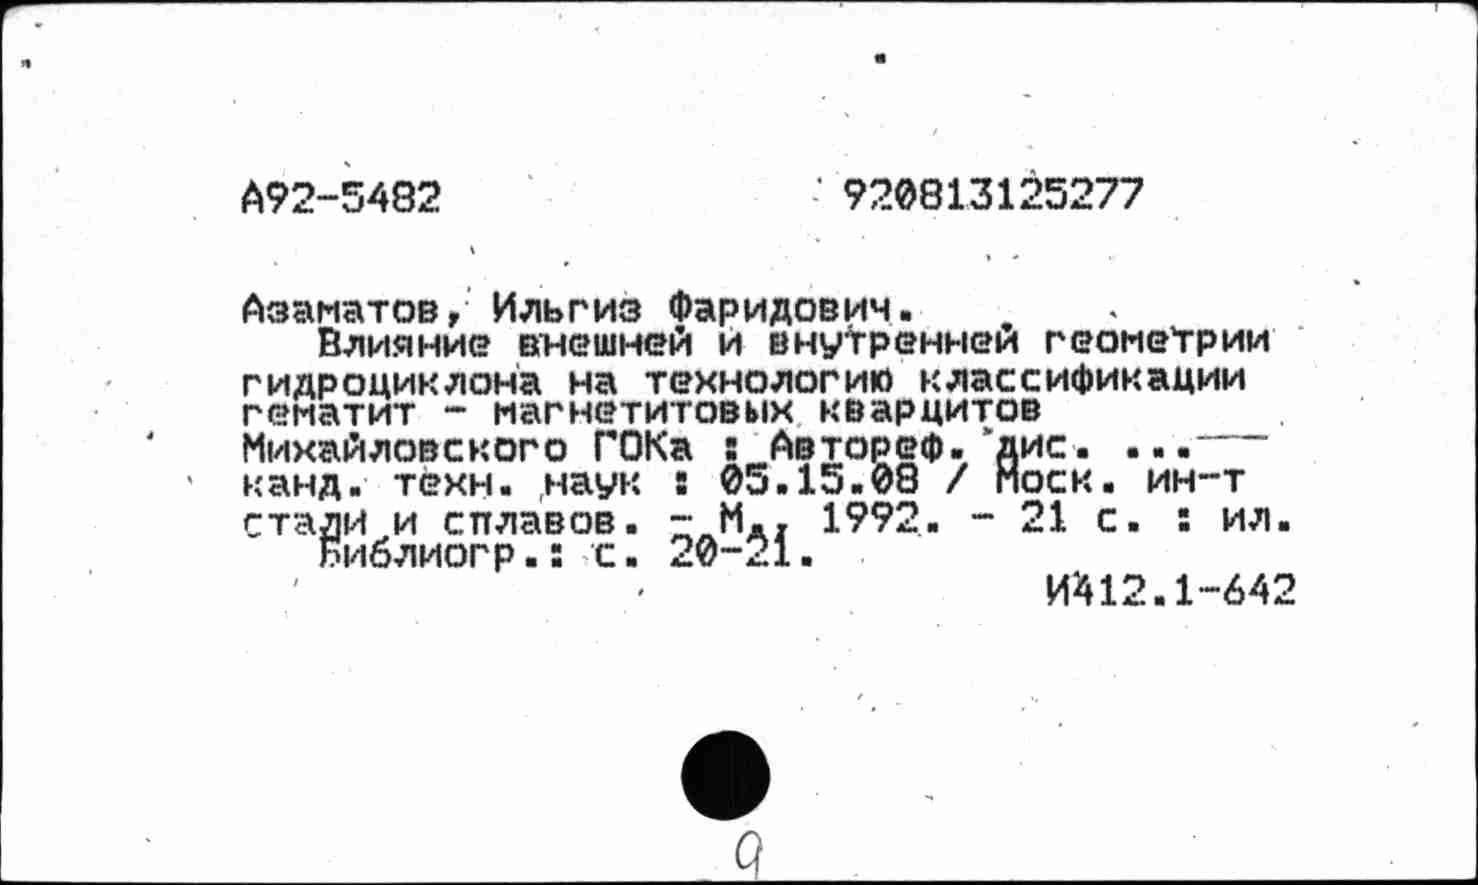 А92-5482 920813125277
Азаматов, Ильгиз Фаридович.
Влияние внешней и внутренней геометрии
гидроциклона на технологию классификации
гематит - магнетитовых кварцитов
Михайловского ГОКа : Автореф. дис. ...
канд. техн. наук : 05.15.08 / Моск. ин-т
стали и сплавов. - М., 1992. - 21 с. : ил.
Библиогр.: с. 20-21.
И412.1-642
9